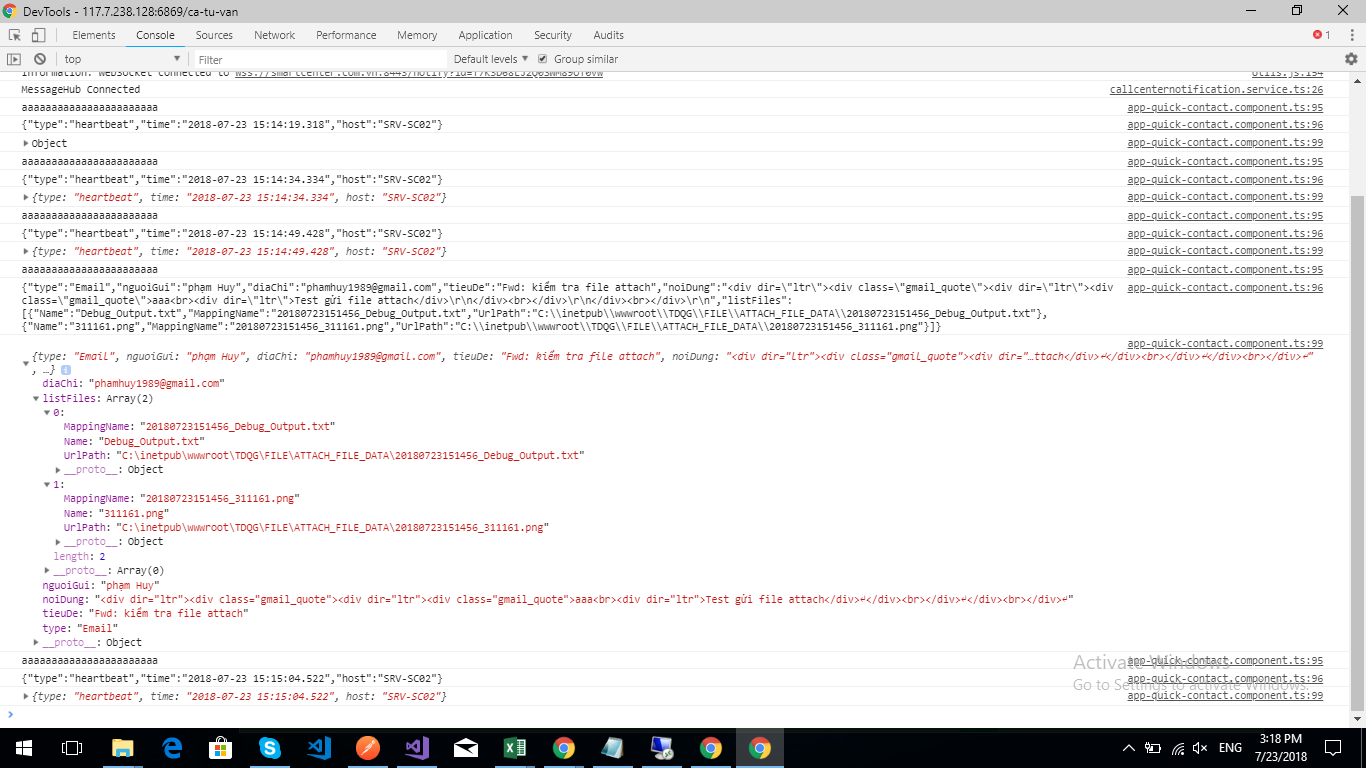 DevTools - 117.7.238.128:6869/ca-tu-van
Elements Console Sources Network Performance Memory Application Security Audits 1
top Filter Default levels Group similar
Information: WebSocket connected to
utils.js:194
MessageHub Connected callcenternotification.service.ts:26
aaaaaaaaaaaaaaaaaaaaaaa app-quick-contact.component.ts:95
{"type":"heartbeat","time":"2018-07-23 15:14:19.318","host":"SRV-SC02"} app-quick-contact.component.ts:96
Object app-quick-contact.component.ts:99
aaaaaaaaaaaaaaaaaaaaaaa app-quick-contact.component.ts:95
{"type":"heartbeat","time":"2018-07-23 15:14:34.334","host":"SRV-SC02"} app-quick-contact.component.ts:96
{type: "heartbeat", time: "2018-07-23 15:14:34.334", host: "SRV-SC02"} app-quick-contact.component.ts:99
aaaaaaaaaaaaaaaaaaaaaaa app-quick-contact.component.ts:95
{"type":"heartbeat","time":"2018-07-23 15:14:49.428","host":"SRV-SC02"} app-quick-contact.component.ts:96
{type: "heartbeat", time: "2018-07-23 15:14:49.428", host: "SRV-SC02"} app-quick-contact.component.ts:99
aaaaaaaaaaaaaaaaaaaaaaa app-quick-contact.component.ts:95
{"type":"Email","nguoiGui":"phạm Huy","diaChi":"phamhuy1989@gmail.com","tieuDe":"Fwd: kiểm tra file attach","noiDung":"<div dir=\"ltr\"><div class=\"gmail_quote\"><div dir=\"ltr\"><div app-quick-contact.component.ts:96
class=\"gmail_quote\">aaa<br><div dir=\"ltr\">Test gửi file attach</div>\r\n</div><br></div>\r\n</div><br></div>\r\n","listFiles":
[{"Name":"Debug_Output.txt","MappingName":"20180723151456_Debug_Output.txt","UrlPath":"C:\\inetpub\\wwwroot\\TDQG\\FILE\\ATTACH_FILE_DATA\\20180723151456_Debug_Output.txt"},
{"Name":"311161.png","MappingName":"20180723151456_311161.png","UrlPath":"C:\\inetpub\\wwwroot\\TDQG\\FILE\\ATTACH_FILE_DATA\\20180723151456_311161.png"}]}
app-quick-contact.component.ts:99
{type: "Email", nguoiGui: "phạm Huy", diaChi: "phamhuy1989@gmail.com", tieuDe: "Fwd: kiểm tra file attach", noiDung: "<div dir="ltr"><div class="gmail_quote"><div dir="…ttach</div>↵</div><br></div>↵</div><br></div>↵"
, …}
diaChi: "phamhuy1989@gmail.com"
listFiles: Array(2)
0:
MappingName: "20180723151456_Debug_Output.txt"
Name: "Debug_Output.txt"
UrlPath: "C:\inetpub\wwwroot\TDQG\FILE\ATTACH_FILE_DATA\20180723151456_Debug_Output.txt"
__proto__: Object
1:
MappingName: "20180723151456_311161.png"
Name: "311161.png"
UrlPath: "C:\inetpub\wwwroot\TDQG\FILE\ATTACH_FILE_DATA\20180723151456_311161.png"
__proto__: Object
length: 2
__proto__: Array(0)
nguoiGui: "phạm Huy"
noiDung: "<div dir="ltr"><div class="gmail_quote"><div dir="ltr"><div class="gmail_quote">aaa<br><div dir="ltr">Test gửi file attach</div>↵</div><br></div>↵</div><br></div>↵"
tieuDe: "Fwd: kiểm tra file attach"
type: "Email"
__proto__: Object
aaaaaaaaaaaaaaaaaaaaaaa app-quick-contact.component.ts:95
{"type":"heartbeat","time":"2018-07-23 15:15:04.522","host":"SRV-SC02"} app-quick-contact.component.ts:96
{type: "heartbeat", time: "2018-07-23 15:15:04.522", host: "SRV-SC02"} app-quick-contact.component.ts:99
Activate Windows
Go to Settings to activate Windows.
ENG
3:18 PM
7/23/2018